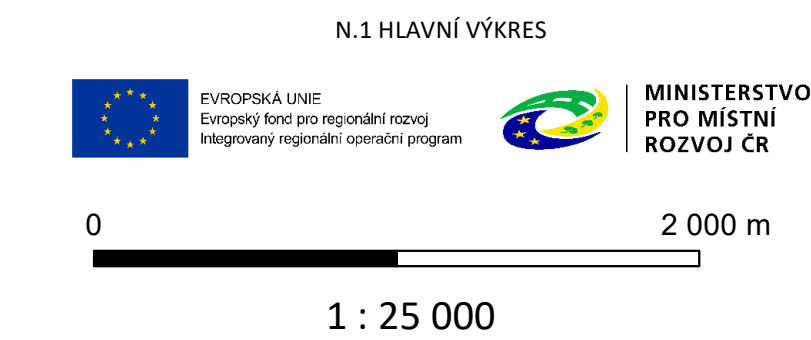 N.1 HLAVNÍ VÝKRES
EVROPSKÁ UNIE
Evropský fond pro regionální rozvoj
Integrovaný regionální operační program
MINISTERSTVO
PRO MÍSTNÍ
ROZVOJ ČR
0 2 000 m
1 : 25 000